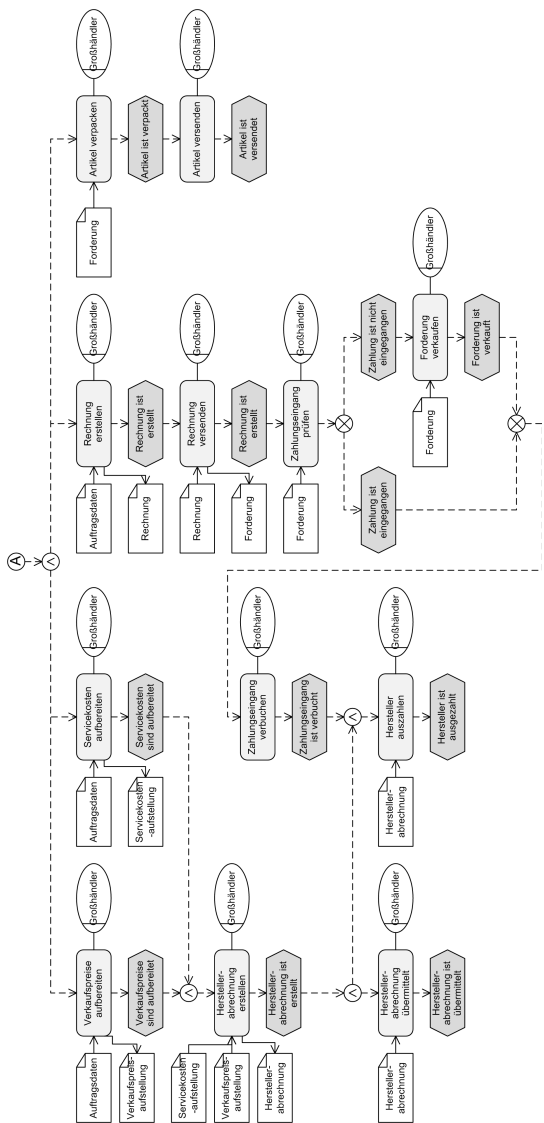 A
Verkaufspreise
aufbereiten
Großhändler
Auftragsdaten
Verkaufspreis-
aufstellung
Verkaufspreise
sind aufbereitet
Servicekosten
-aufstellung
Verkaufspreis-
aufstellung
Hersteller-
abrechnung
Hersteller-
abrechnung
erstellen
Großhändler
Hersteller-
abrechnung ist
erstellt
Hersteller-
abrechnung
Hersteller-
abrechnung
übermittelt
Großhändler
Hersteller-
abrechnung ist
übermittelt
Auftragsdaten
Servicekosten
-aufstellung
Servicekosten
aufbereiten
Großhändler
Servicekosten
sind aufbereitet
Zahlungseingang
verbuchen
Großhändler
Zahlungseingang
ist verbucht
Hersteller-
abrechnung
Hersteller
auszahlen
Großhändler
Hersteller ist
ausgezahlt
Auftragsdaten
Rechnung
Rechnung
erstellen
Großhändler
Rechnung ist
erstellt
Rechnung
Forderung
Rechnung
versenden
Großhändler
Rechnung ist
erstellt
Forderung
Zahlungseingang
prüfen
Großhändler
Zahlung ist
eingegangen
Zahlung ist nicht
eingegangen
Forderung
Forderung
verkaufen
Großhändler
Forderung ist
verkauft
Forderung
Artikel verpacken
Großhändler
Artikel ist verpackt
Artikel versenden
Großhändler
Artikel ist
versendet